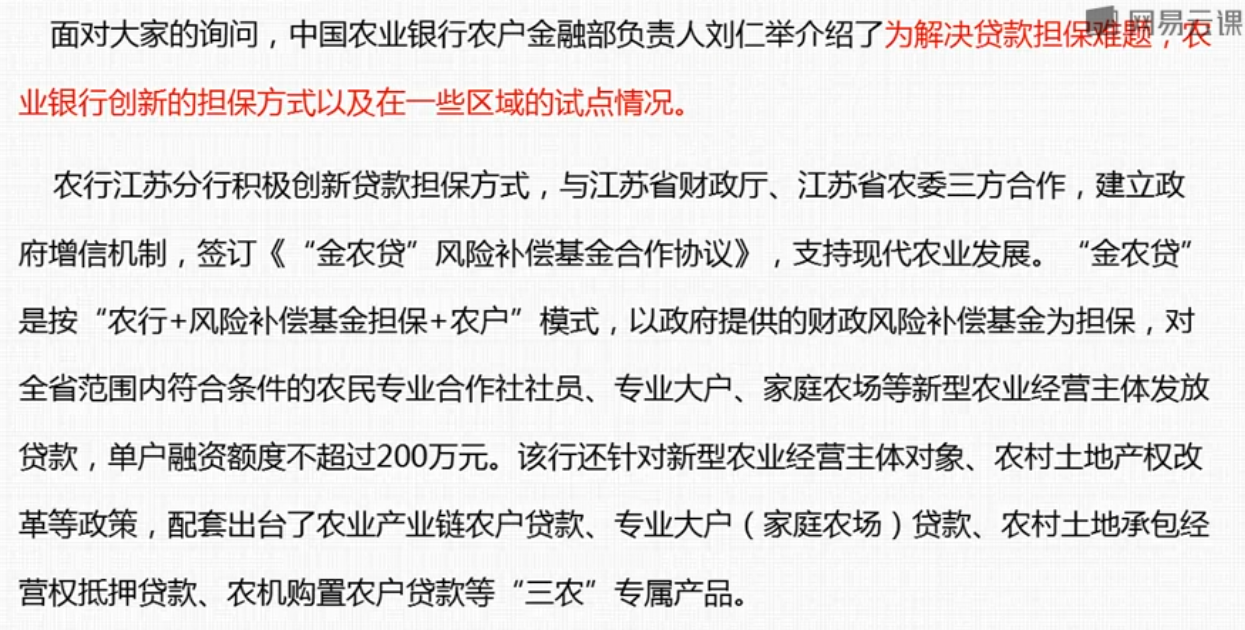 网易云课
面对大家的询问，中国农业银行农户金融部负责人刘仁举介绍了为解决贷款担保难题，农
业银行创新的担保方式以及在一些区域的试点情况。
农行江苏分行积极创新贷款担保方式，与江苏省财政厅、江苏省农委三方合作，建立政
府增信机制，签订《“金农贷”风险补偿基金合作协议》，支持现代农业发展。“金农贷”
是按“农行+风险补偿基金担保+农户”模式，以政府提供的财政风险补偿基金为担保，对
全省范围内符合条件的农民专业合作社社员、专业大户、家庭农场等新型农业经营主体发放
贷款，单户融资额度不超过200万元。该行还针对新型农业经营主体对象、农村土地产权改
革等政策，配套出台了农业产业链农户贷款、专业大户（家庭农场）贷款、农村土地承包经
营权抵押贷款、农机购置农户贷款等“三农”专属产品。